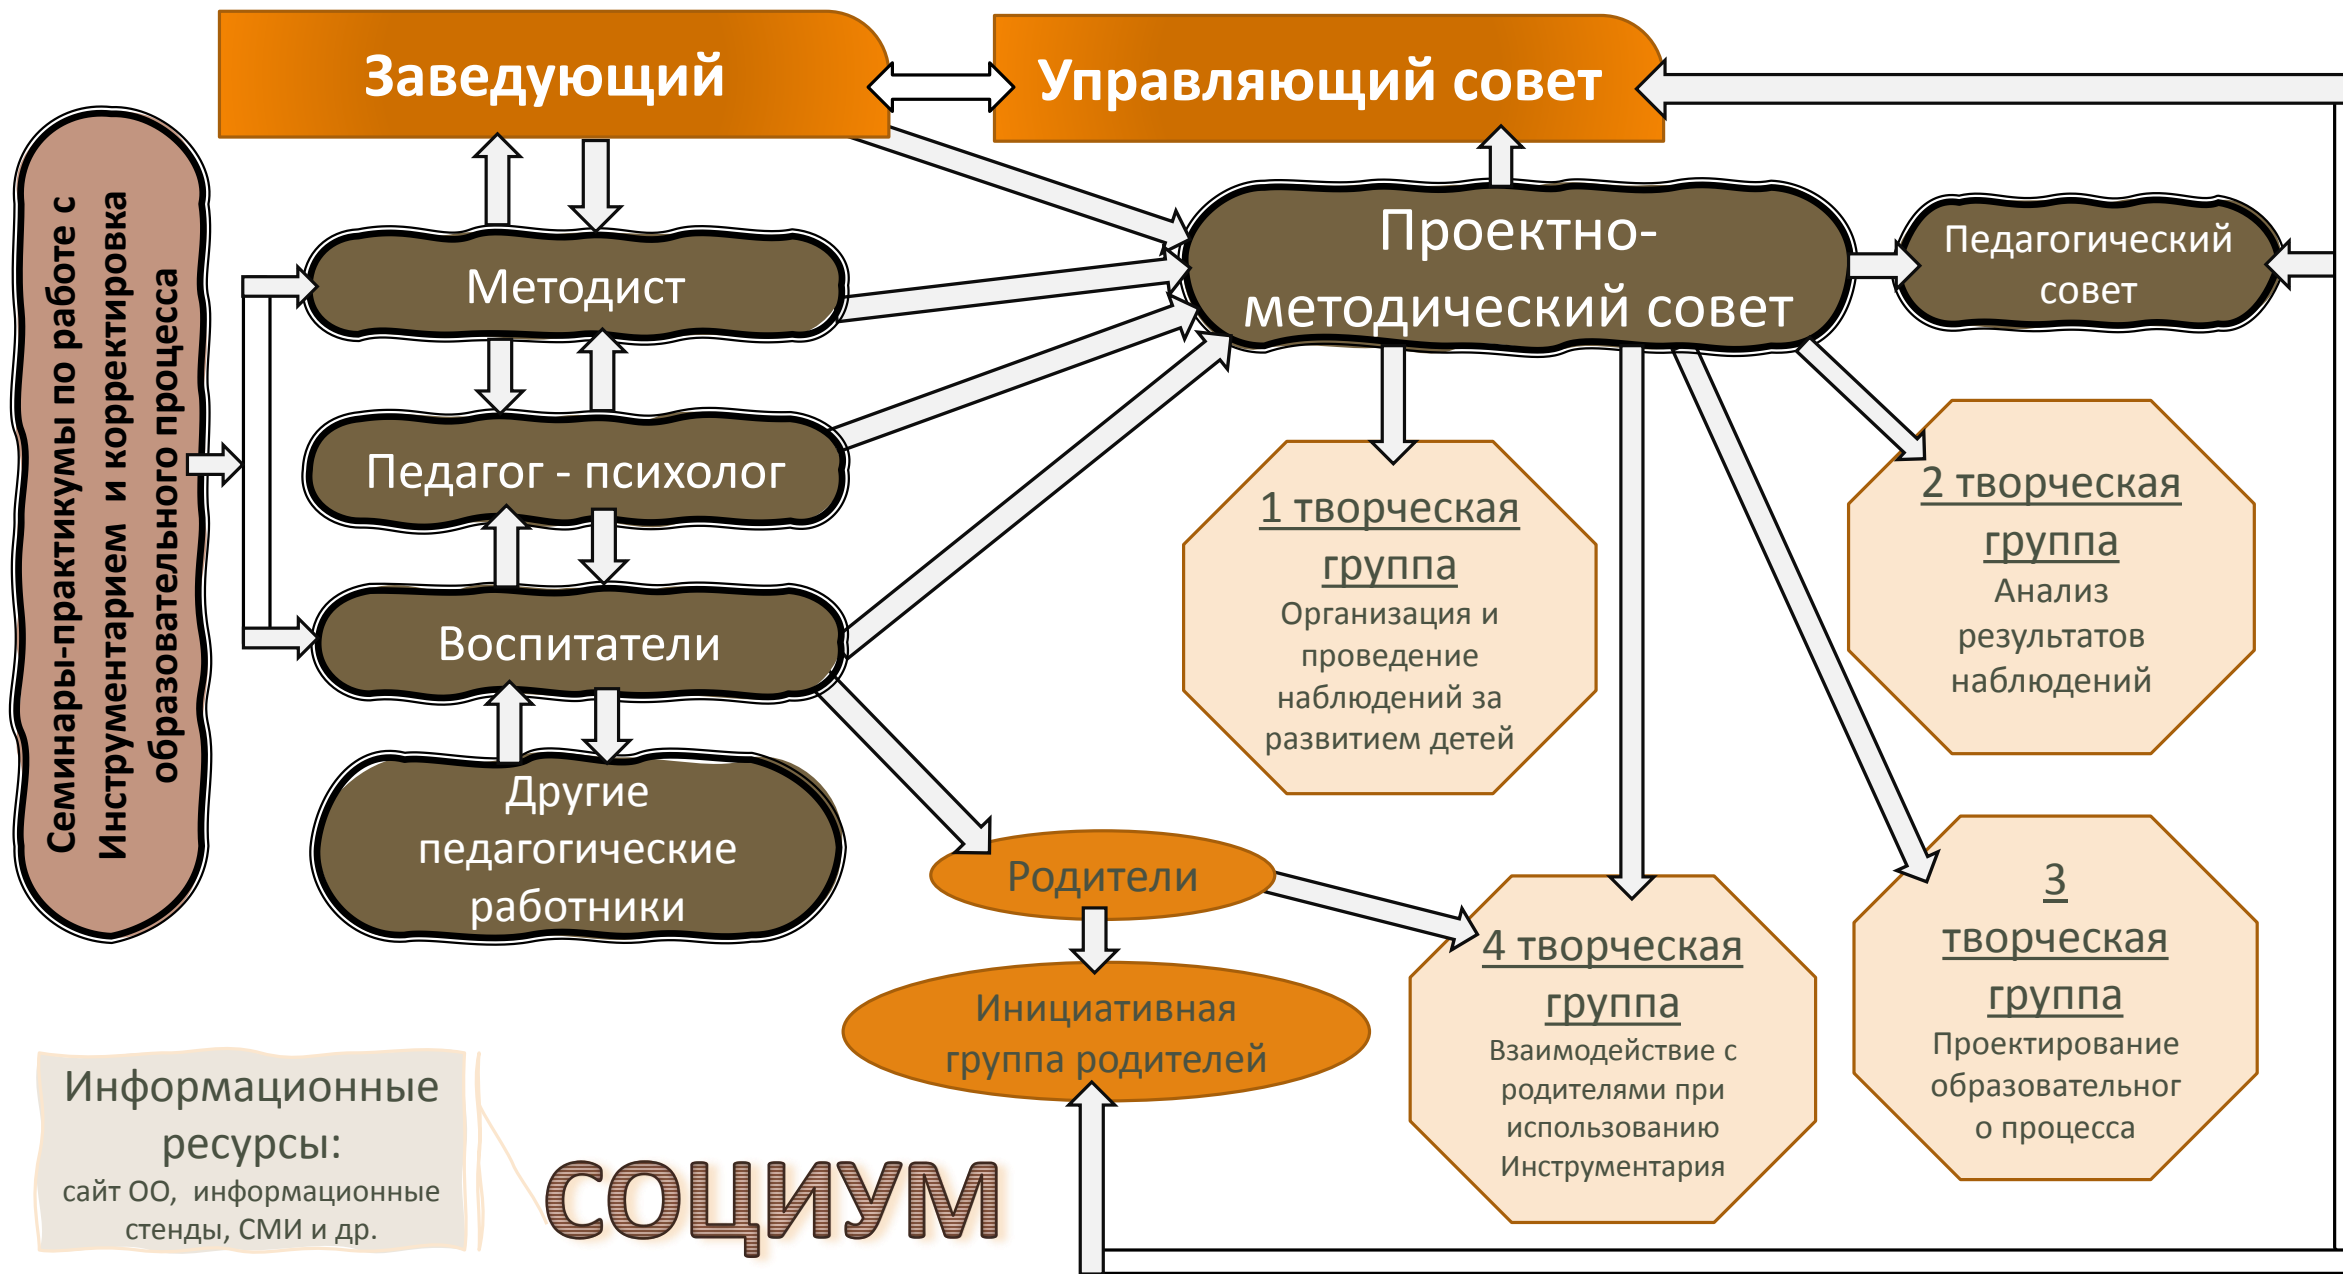 Заведующий
Управляющий совет
Семинары-практикумы по работе с
Инструментарием и корректировка
образовательного процесса
Методист
Проектно-
методический совет
Педагогический
совет
Педагог - психолог
Воспитатели
Другие
педагогические
работники
1 творческая
группа
Организация и
проведение
наблюдений за
развитием детей
2 творческая
группа
Анализ
результатов
наблюдений
Родители
Инициативная
группа родителей
4 творческая
группа
Взаимодействие с
родителями при
использованию
Инструментария
3
творческая
группа
Проектирование
образовательног
о процесса
Информационные
ресурсы:
сайт ОО, информационные
стенды, СМИ и др.
СОЦИУМ